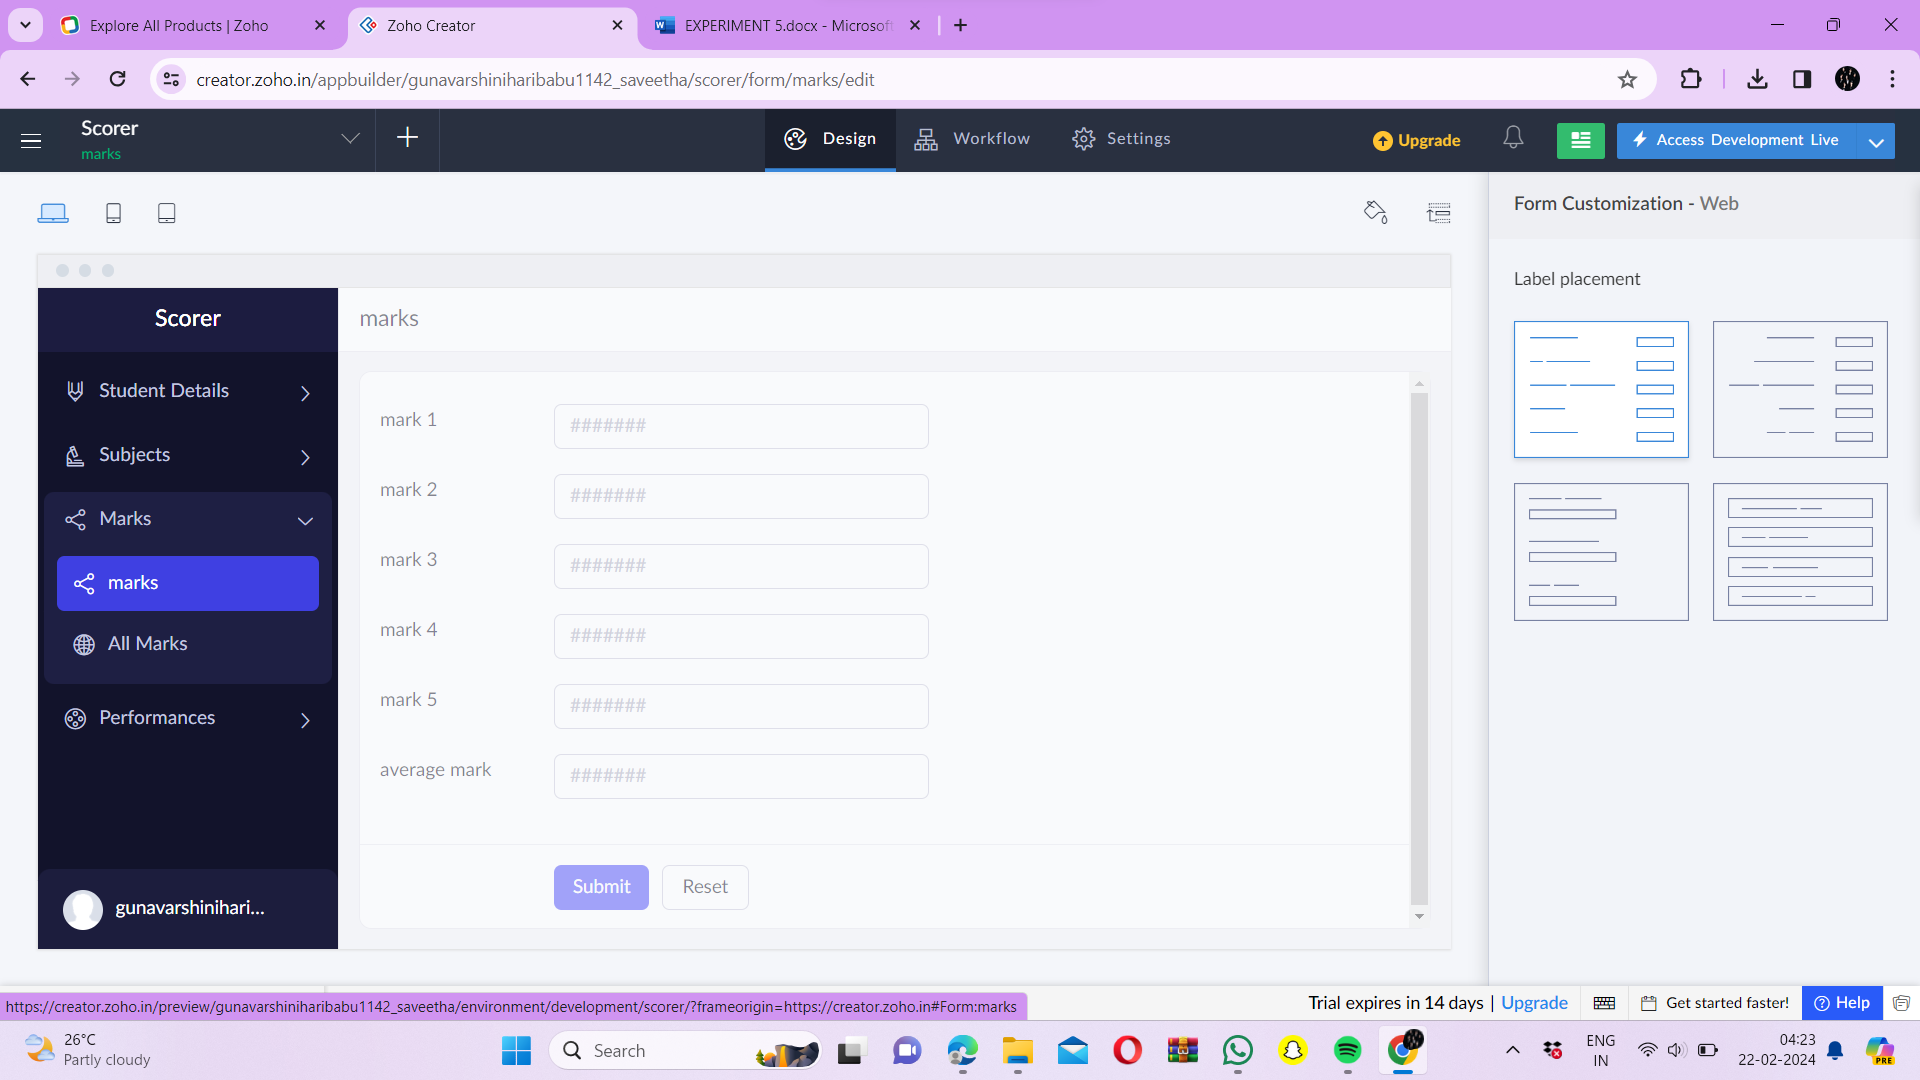 Explore All Products | Zoho
Zoho Creator
EXPERIMENT 5.docx - Microsoft
creator.zoho.in/appbuilder/gunavarshiniharibabu1142_saveetha/scorer/form/marks/edit
Scorer
marks
Design
Workflow
Settings
Upgrade
Access Development Live
Form Customization - Web
Label placement
Scorer
marks
Student Details
Subjects
Marks
marks
All Marks
Performances
gunavarshinihari...
mark 1
#######
mark 2
#######
mark 3
#######
mark 4
#######
mark 5
#######
average mark
#######
Submit
Reset
https://creator.zoho.in/preview/gunavarshiniharibabu1142_saveetha/environment/development/scorer/?frameorigin=https://creator.zoho.in#Form:marks
Trial expires in 14 days | Upgrade
Get started faster!
Help
26°C
Partly cloudy
Search
ENG
IN
04:23
22-02-2024
PRE